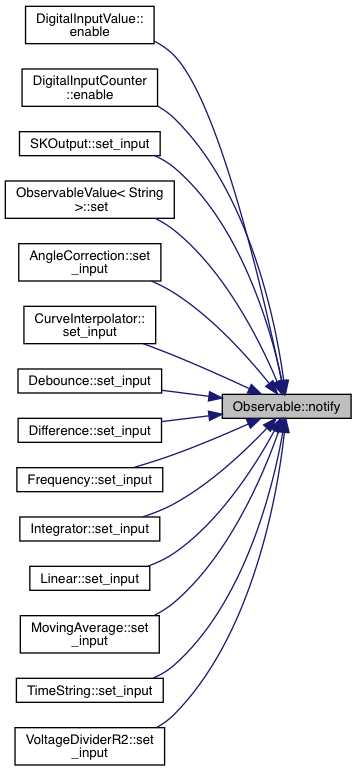 DigitalInputValue::
enable
DigitalInputCounter
::enable
SKOutput::set_input
ObservableValue< String
>::set
AngleCorrection::set
_input
CurveInterpolator::
set_input
Debounce::set_input
Observable::notify
Difference::set_input
Frequency::set_input
Integrator::set_input
Linear::set_input
MovingAverage::set
_input
TimeString::set_input
VoltageDividerR2::set
_input